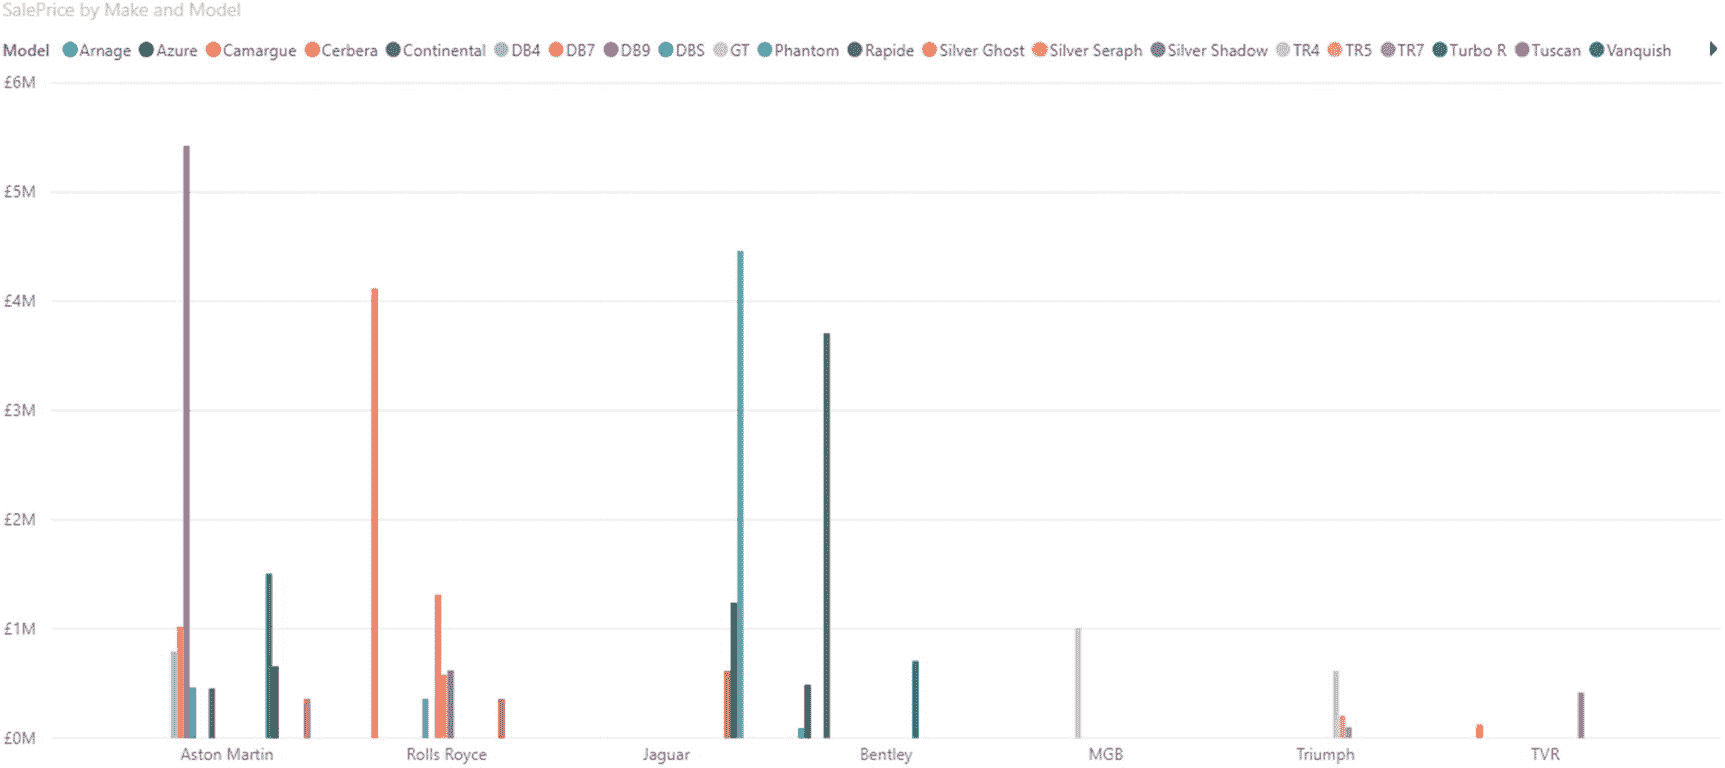 SalePrice by Make and Model
Model Arnage Azure Camargue Cerbera Continental DB4 DB7 DB9 DBS GT Phantom Rapide Silver Ghost Silver Seraph Silver Shadow TR4 TR5 TR7 Turbo R Tuscan Vanquish
£6M
£5M
£4M
£3M
£2M
£1M
£0M
Aston Martin Rolls Royce Jaguar Bentley MGB Triumph TVR